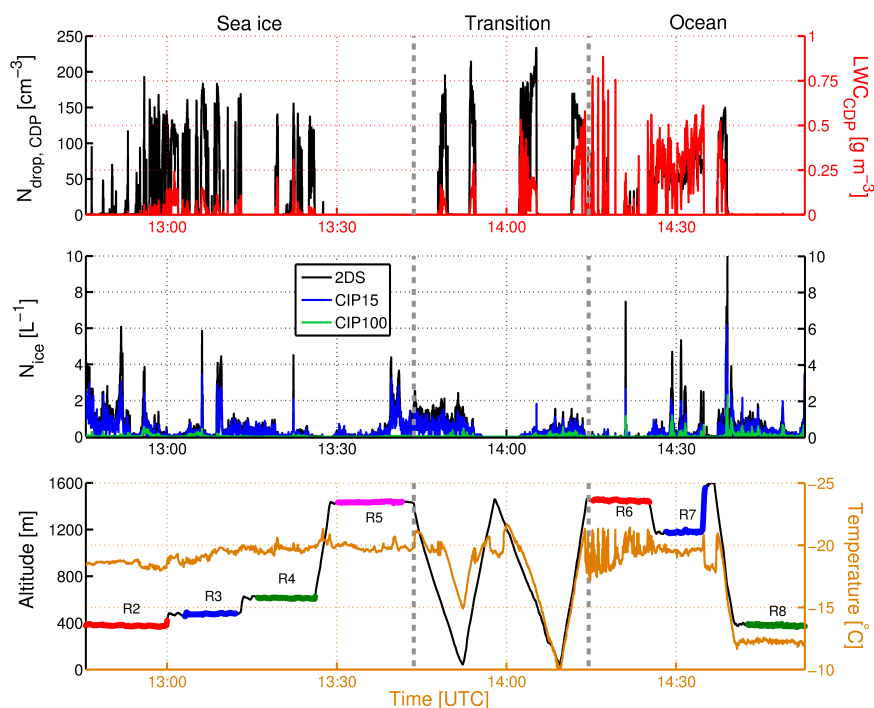 Sea ice Transition Ocean
250 1
200 0.75
150 0.5
100 0.25
50
0 0
N_drop, CDP [cm^−3]
LWC_CDP [g m^−3]
13:00 13:30 14:00 14:30
10 10
8 8
6 6
4 4
2 2
0 0
N_ice [L^−1]
2DS
CIP15
CIP100
13:00 13:30 14:00 14:30
1600 −25
1200 −20
800
400 −15
0 −10
Altitude [m]
Temperature [°C]
R2 R3 R4 R5 R6 R7 R8
13:00 13:30 14:00 14:30
Time [UTC]